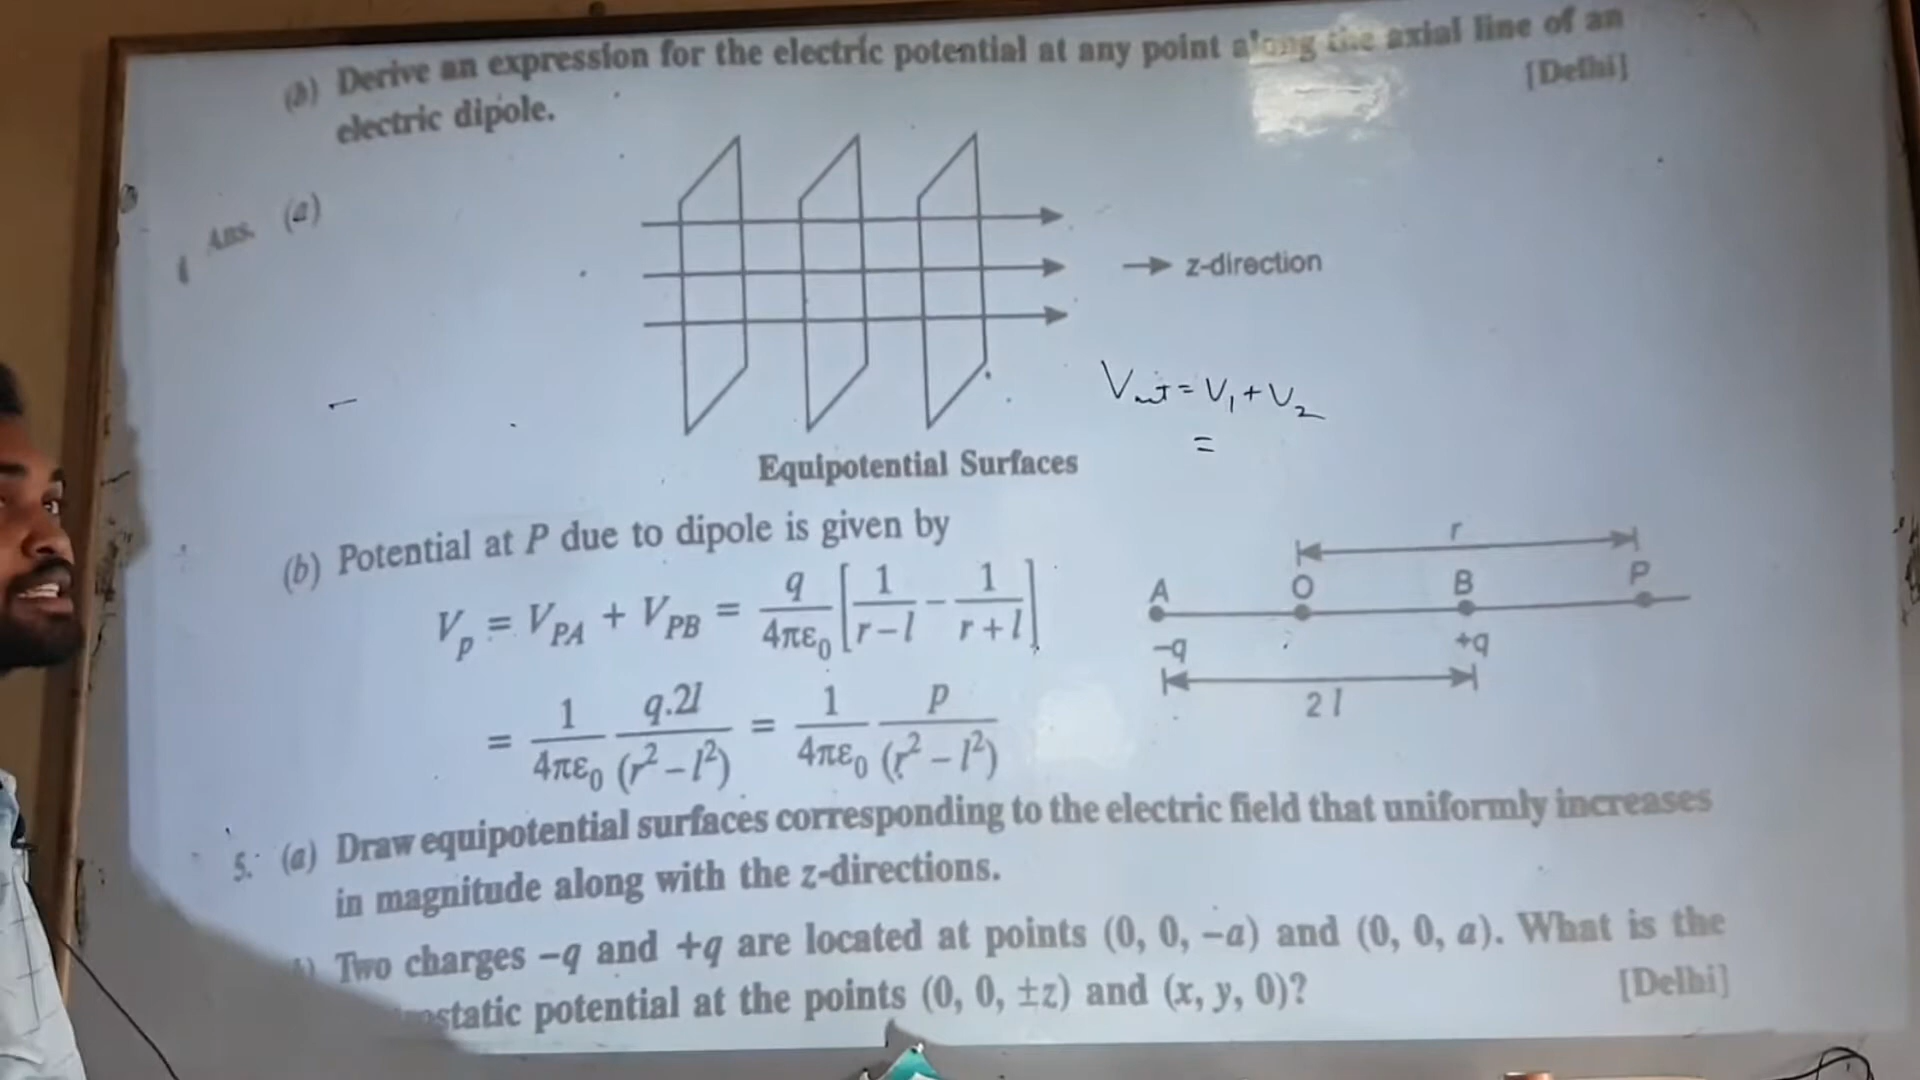 (b) Derive an expression for the electric potential at any point along the axial line of an
electric dipole. [Delhi]
Ans. (a)
z-direction
Vnet = V₁ + V₂
=
Equipotential Surfaces
(b) Potential at P due to dipole is given by
V_p = V_PA + V_PB = q/4πε₀ [1/(r−l) − 1/(r+l)]
= 1/4πε₀ q.2l/(r² − l²) = 1/4πε₀ p/(r² − l²)
r
A O B P
−q +q
2l
5. (a) Draw equipotential surfaces corresponding to the electric field that uniformly increases
in magnitude along with the z-directions.
Two charges −q and +q are located at points (0, 0, −a) and (0, 0, a). What is the
static potential at the points (0, 0, ±z) and (x, y, 0)? [Delhi]